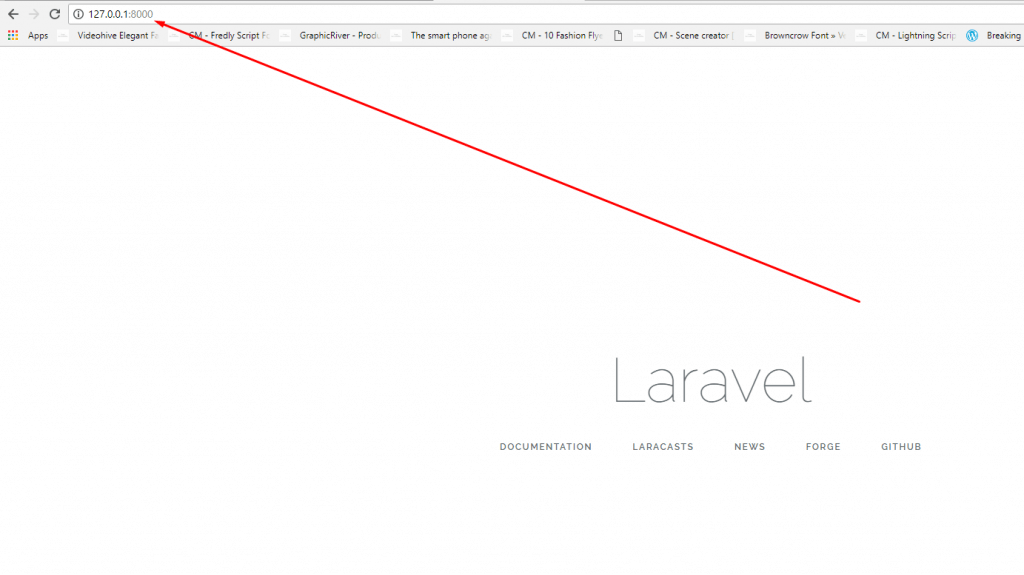 127.0.0.1:8000
Apps Videohive Elegant Fa CM - Fredly Script Fo GraphicRiver - Produ The smart phone ag CM - 10 Fashion Flye CM - Scene creator Browncrow Font » CM - Lightning Scrip Breaking
Laravel
DOCUMENTATION LARACASTS NEWS FORGE GITHUB